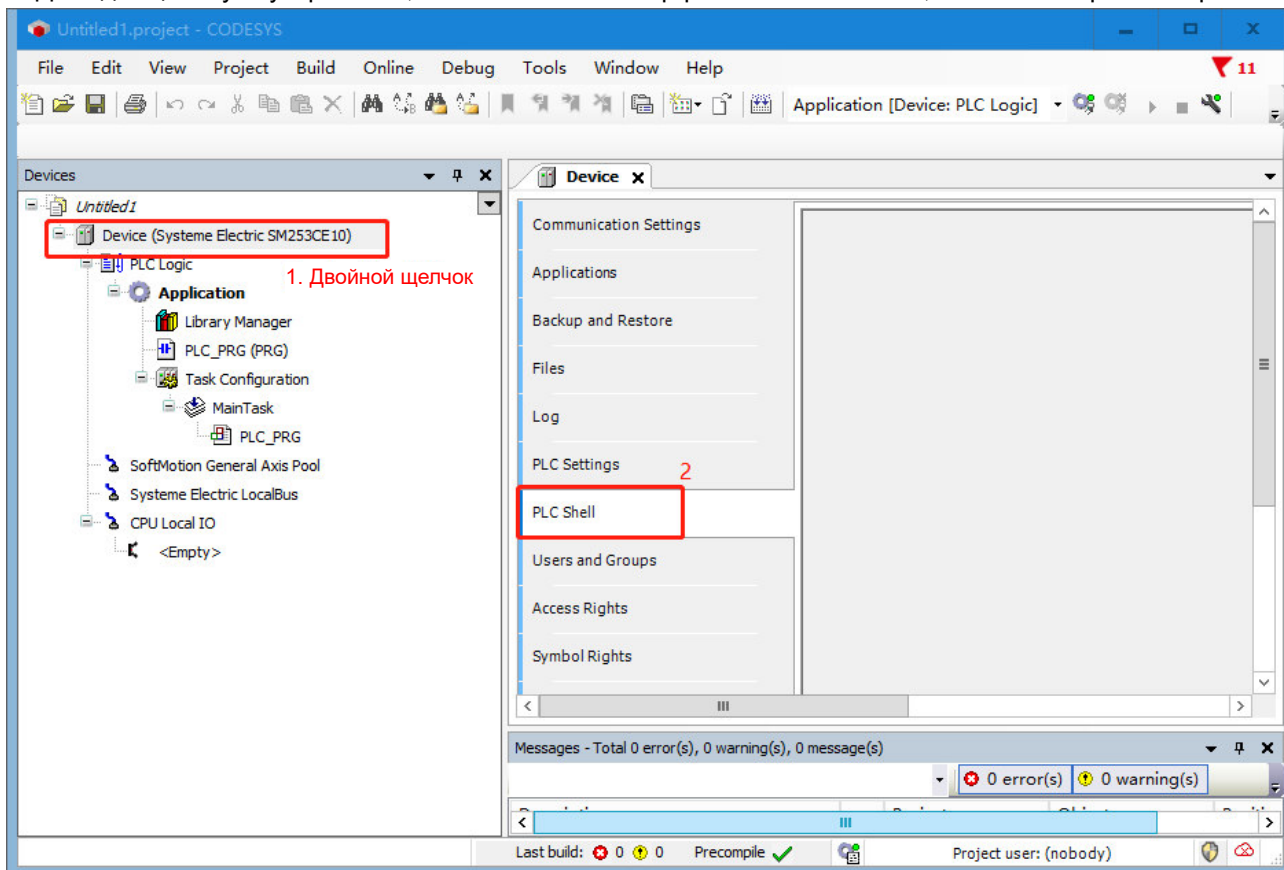 Untitled1.project - CODESYS
File Edit View Project Build Online Debug Tools Window Help
11
Application [Device: PLC Logic]
Devices
Untitled1
Device (Systeme Electric SM253CE10)
PLC Logic
1. Двойной щелчок
Application
Library Manager
PLC_PRG (PRG)
Task Configuration
MainTask
PLC_PRG
SoftMotion General Axis Pool
Systeme Electric LocalBus
CPU Local IO
<Empty>
Device
Communication Settings
Applications
Backup and Restore
Files
Log
PLC Settings
2
PLC Shell
Users and Groups
Access Rights
Symbol Rights
Messages - Total 0 error(s), 0 warning(s), 0 message(s)
0 error(s) 0 warning(s)
Last build: 0 0 Precompile
Project user: (nobody)